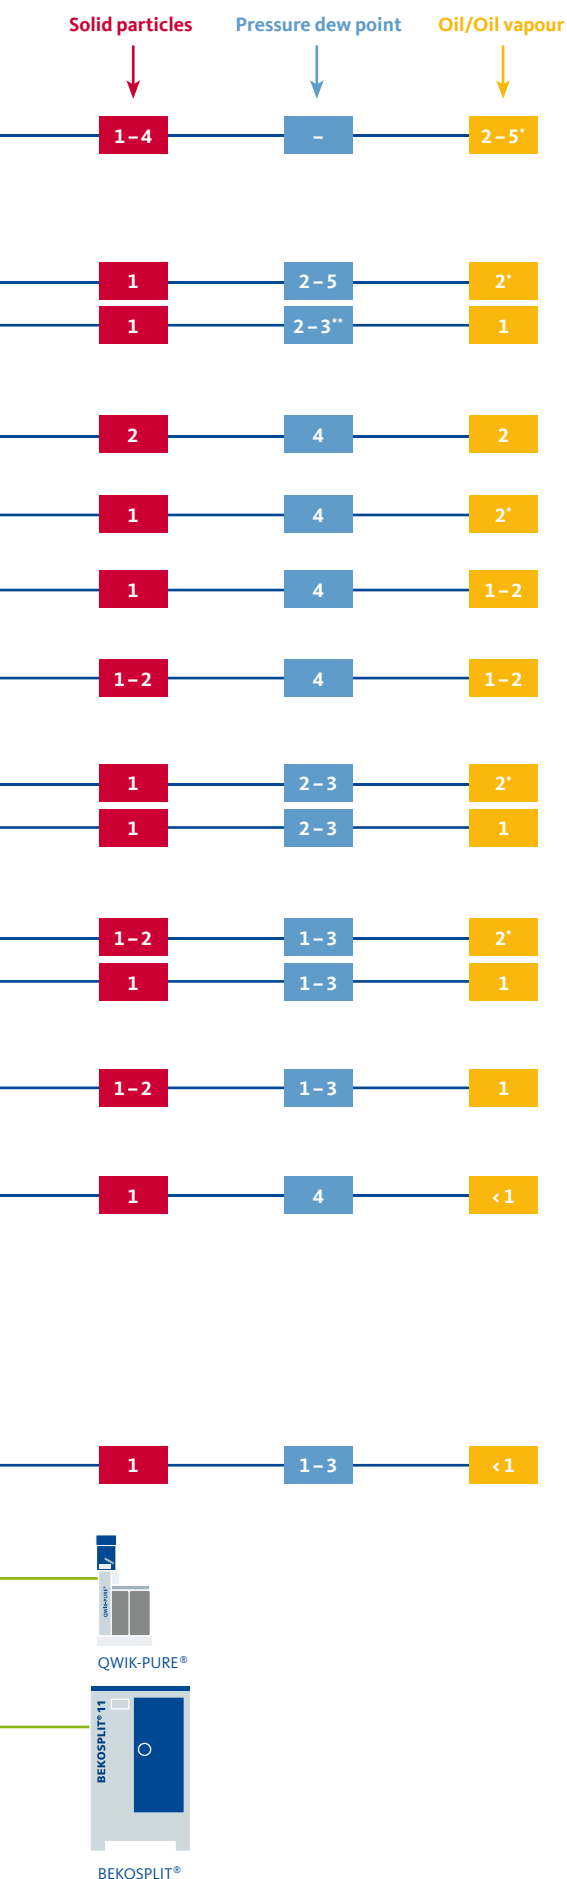 Solid particles Pressure dew point Oil/Oil vapour
1–4 – 2–5*
1 2–5 2*
1 2–3** 1
2 4 2
1 4 2*
1 4 1–2
1–2 4 1–2
1 2–3 2*
1 2–3 1
1–2 1–3 2*
1 1–3 1
1–2 1–3 1
1 4 <1
1 1–3 <1
QWIK-PURE®
QWIK-PURE®
BEKOSPLIT® 11
BEKOSPLIT®